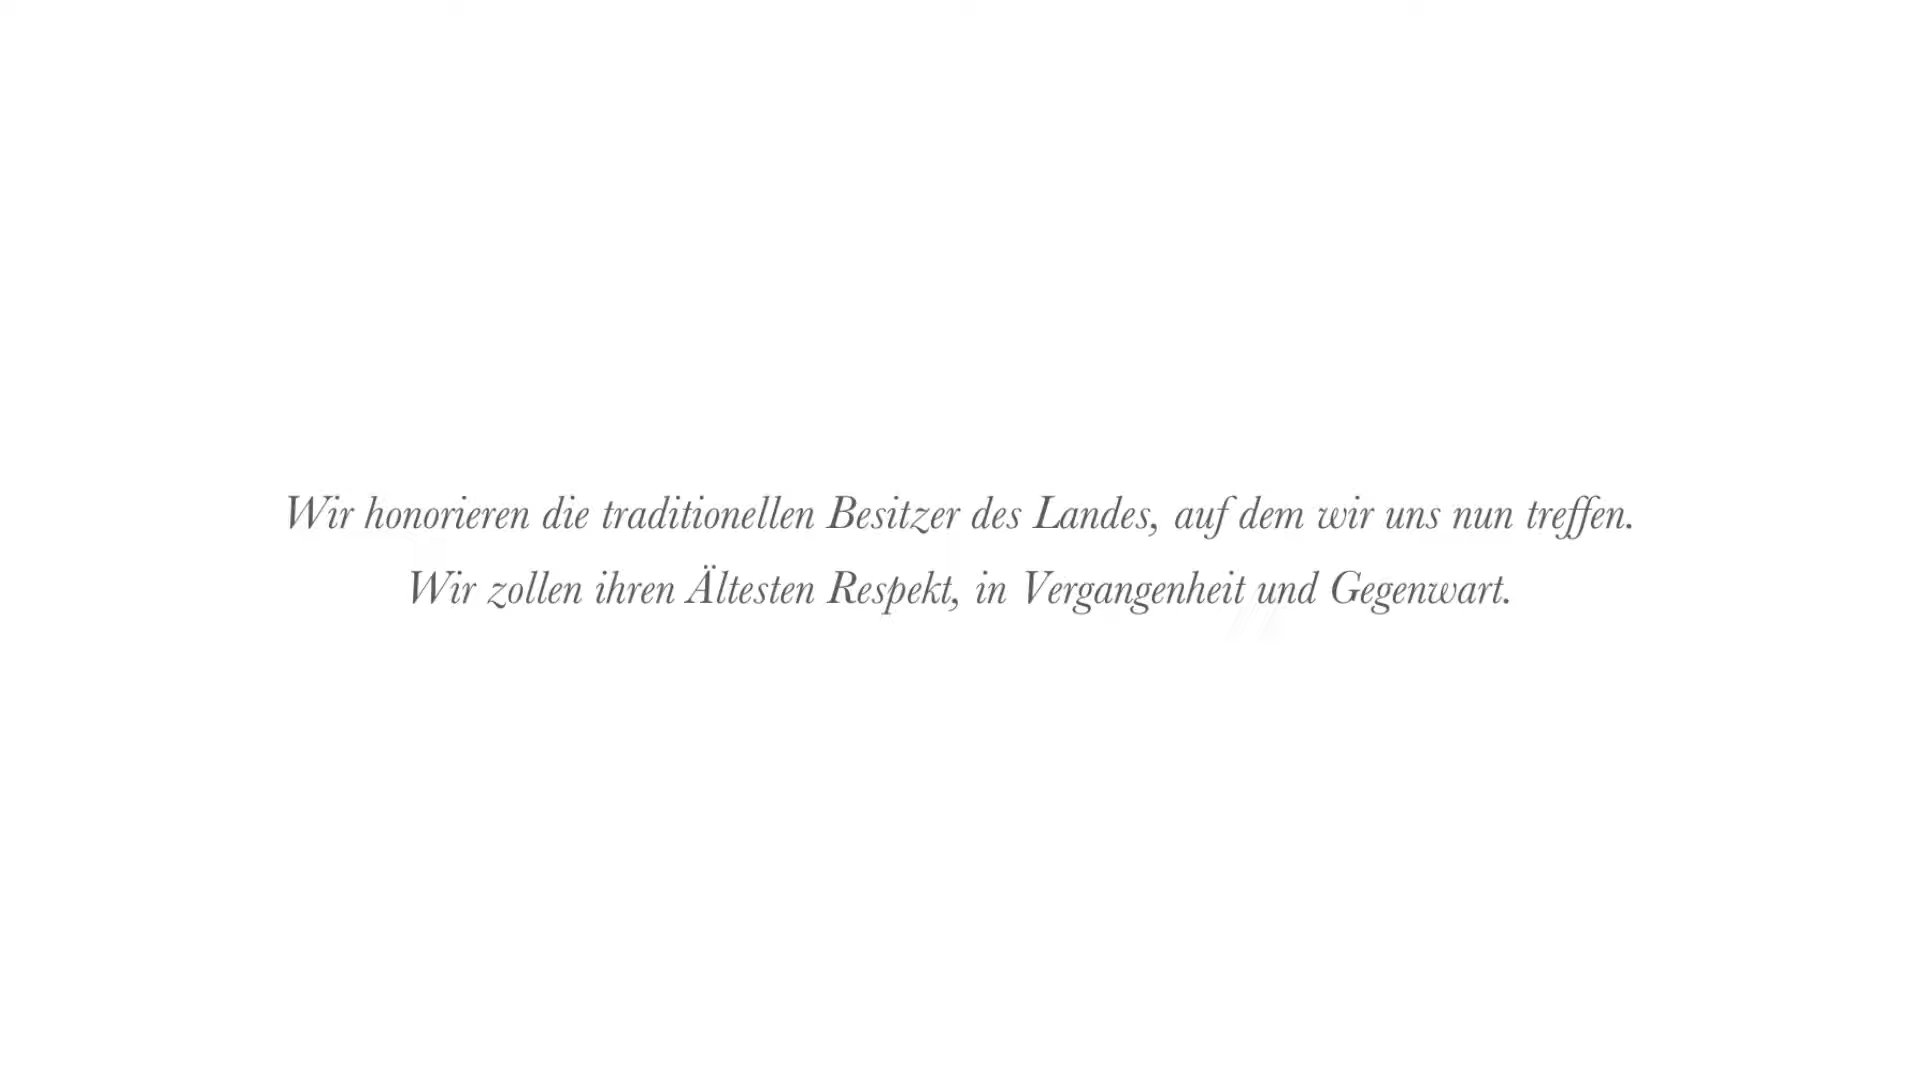 Wir honorieren die traditionellen Besitzer des Landes, auf dem wir uns nun treffen.
Wir zollen ihren Ältesten Respekt, in Vergangenheit und Gegenwart.